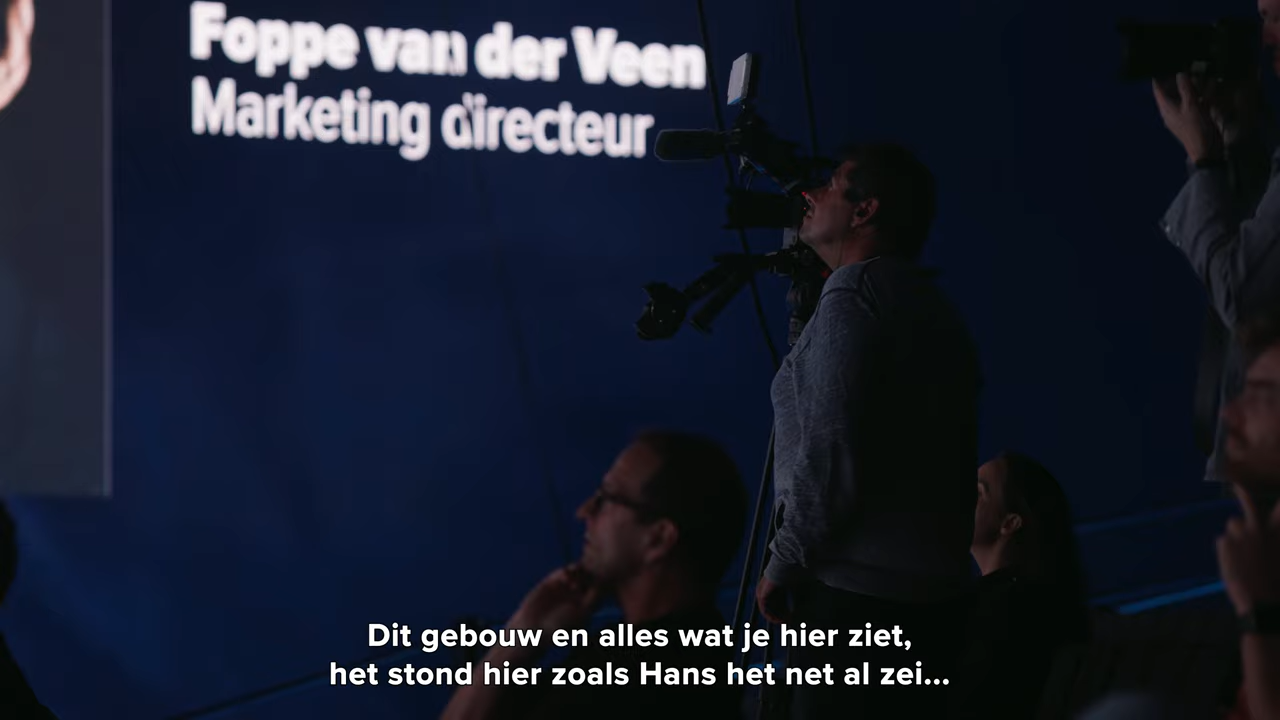 Foppe van der Veen
Marketing directeur
Dit gebouw en alles wat je hier ziet,
het stond hier zoals Hans het net al zei...